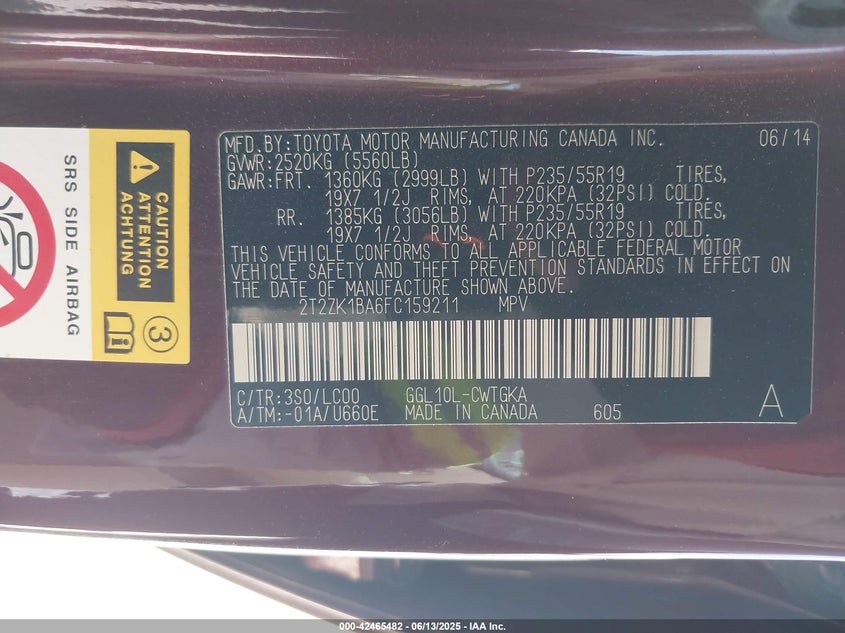 MFD.BY:TOYOTA MOTOR MANUFACTURING CANADA INC. 06/14
GVWR:2520KG (5560LB)
GAWR:FRT. 1360KG (2999LB) WITH P235/55R19 TIRES,
19X7 1/2J RIMS, AT 220KPA (32PSI) COLD.
RR. 1385KG (3056LB) WITH P235/55R19 TIRES,
19X7 1/2J RIMS, AT 220KPA (32PSI) COLD.
THIS VEHICLE CONFORMS TO ALL APPLICABLE FEDERAL MOTOR
VEHICLE SAFETY AND THEFT PREVENTION STANDARDS IN EFFECT ON
THE DATE OF MANUFACTURE SHOWN ABOVE.
2T2ZK1BA6FC159211 MPV
C/TR:3S0/LC00 GGL10L-CWTGKA
A/TM:-01A/U660E MADE IN CANADA 605 A
SRS SIDE AIRBAG
CAUTION
ATTENTION
ACHTUNG
3
000-42465482 - 06/13/2025 - IAA Inc.